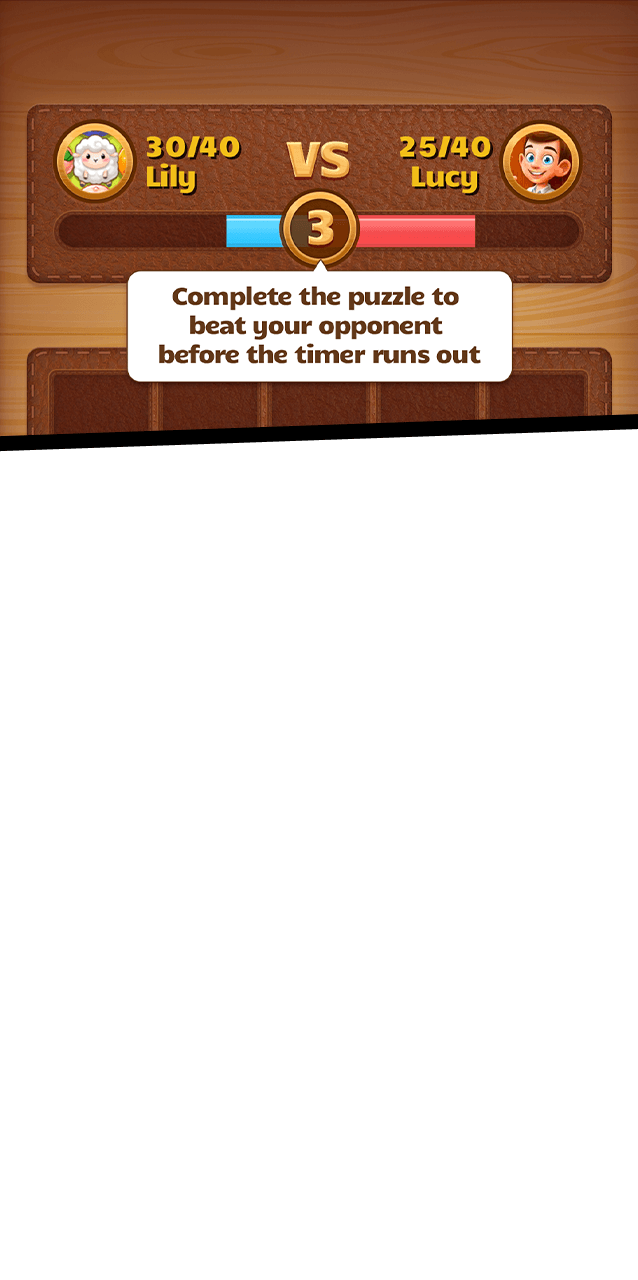 30/40
Lily
VS
25/40
Lucy
3
Complete the puzzle to
beat your opponent
before the timer runs out